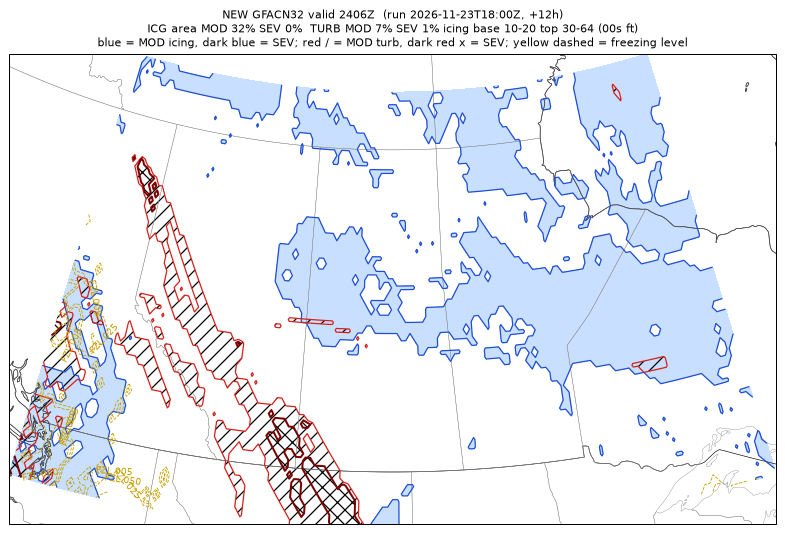 NEW GFACN32 valid 2406Z (run 2026-11-23T18:00Z, +12h)
ICG area MOD 32% SEV 0% TURB MOD 7% SEV 1% icing base 10-20 top 30-64 (00s ft)
blue = MOD icing, dark blue = SEV; red / = MOD turb, dark red x = SEV; yellow dashed = freezing level